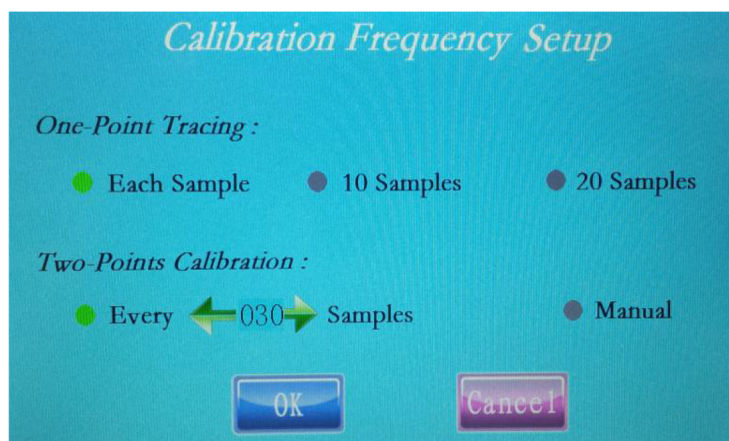 Calibration Frequency Setup
One-Point Tracing :
Each Sample 10 Samples 20 Samples
Two-Points Calibration :
Every 030 Samples Manual
OK Cancel